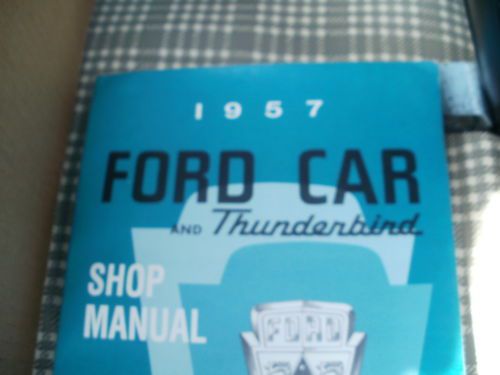 1957
FORD CAR
AND Thunderbird
SHOP
MANUAL
FORD